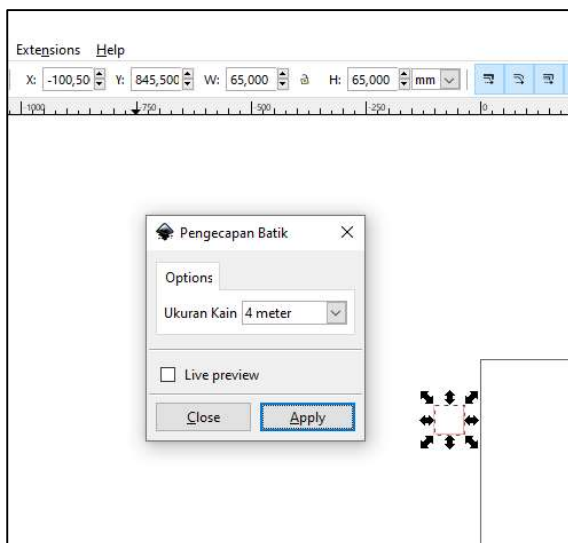 Extensions Help
X: -100,50 Y: 845,500 W: 65,000 H: 65,000 mm
-1000 -750 -500 -250 0
Pengecapan Batik
Options
Ukuran Kain 4 meter
Live preview
Close Apply